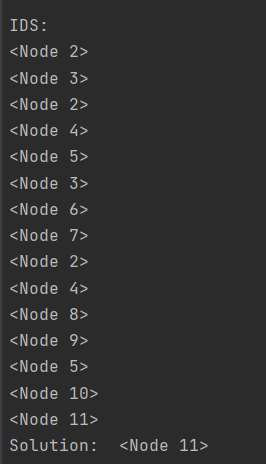 IDS:
<Node 2>
<Node 3>
<Node 2>
<Node 4>
<Node 5>
<Node 3>
<Node 6>
<Node 7>
<Node 2>
<Node 4>
<Node 8>
<Node 9>
<Node 5>
<Node 10>
<Node 11>
Solution:  <Node 11>